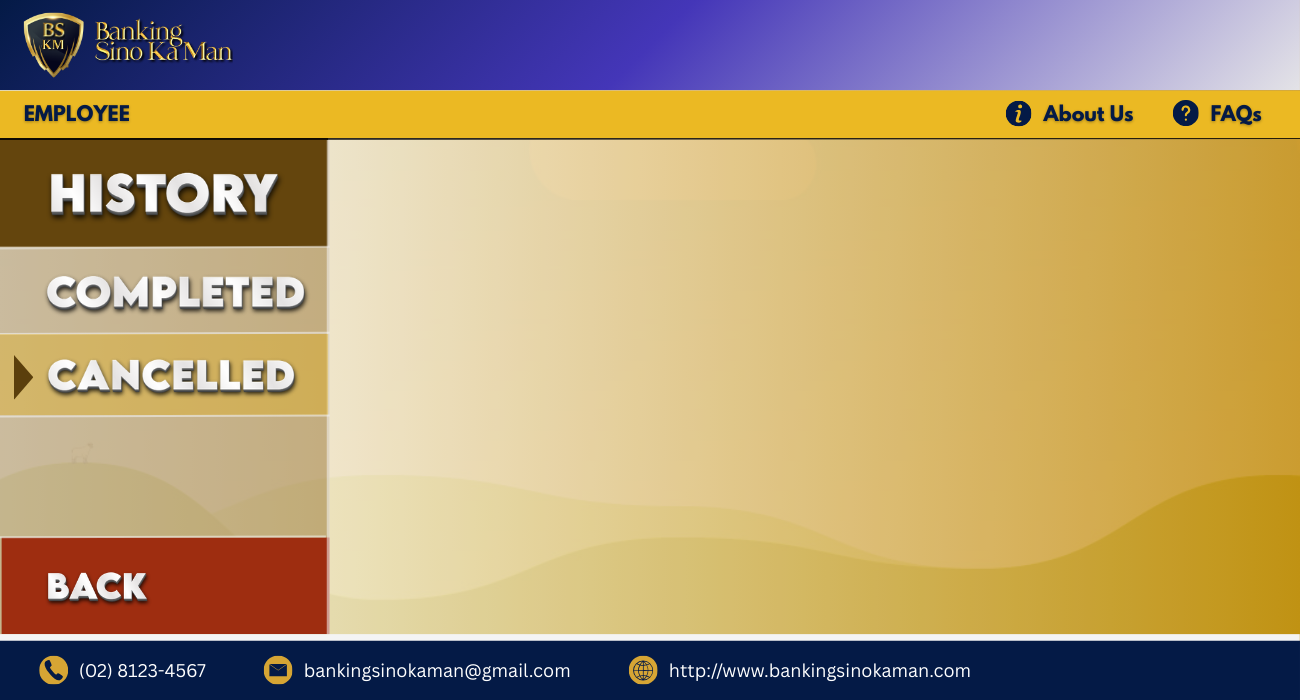 BS
KM
Banking
Sino Ka Man
EMPLOYEE
About Us
FAQs
HISTORY
COMPLETED
CANCELLED
BACK
(02) 8123-4567
bankingsinokaman@gmail.com
http://www.bankingsinokaman.com